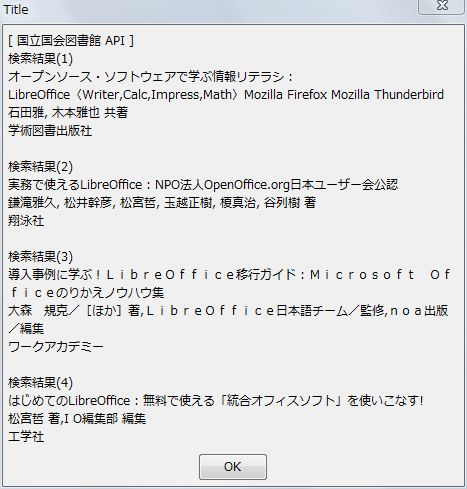 Title
[ 国立国会図書館 API ]
検索結果(1)
オープンソース・ソフトウェアで学ぶ情報リテラシ :
LibreOffice〈Writer,Calc,Impress,Math〉Mozilla Firefox Mozilla Thunderbird
石田雅, 木本雅也 共著
学術図書出版社
検索結果(2)
実務で使えるLibreOffice : NPO法人OpenOffice.org日本ユーザー会公認
鎌滝雅久, 松井幹彦, 松宮哲, 玉越正樹, 榎真治, 谷列樹 著
翔泳社
検索結果(3)
導入事例に学ぶ！ＬｉｂｒｅＯｆｆｉｃｅ移行ガイド : Ｍｉｃｒｏｓｏｆｔ　Ｏｆ
ｆｉｃｅのりかえノウハウ集
大森　規克／［ほか］著,ＬｉｂｒｅＯｆｆｉｃｅ日本語チーム／監修,ｎｏａ出版
／編集
ワークアカデミー
検索結果(4)
はじめてのLibreOffice : 無料で使える「統合オフィスソフト」を使いこなす!
松宮哲 著,I O編集部 編集
工学社
OK